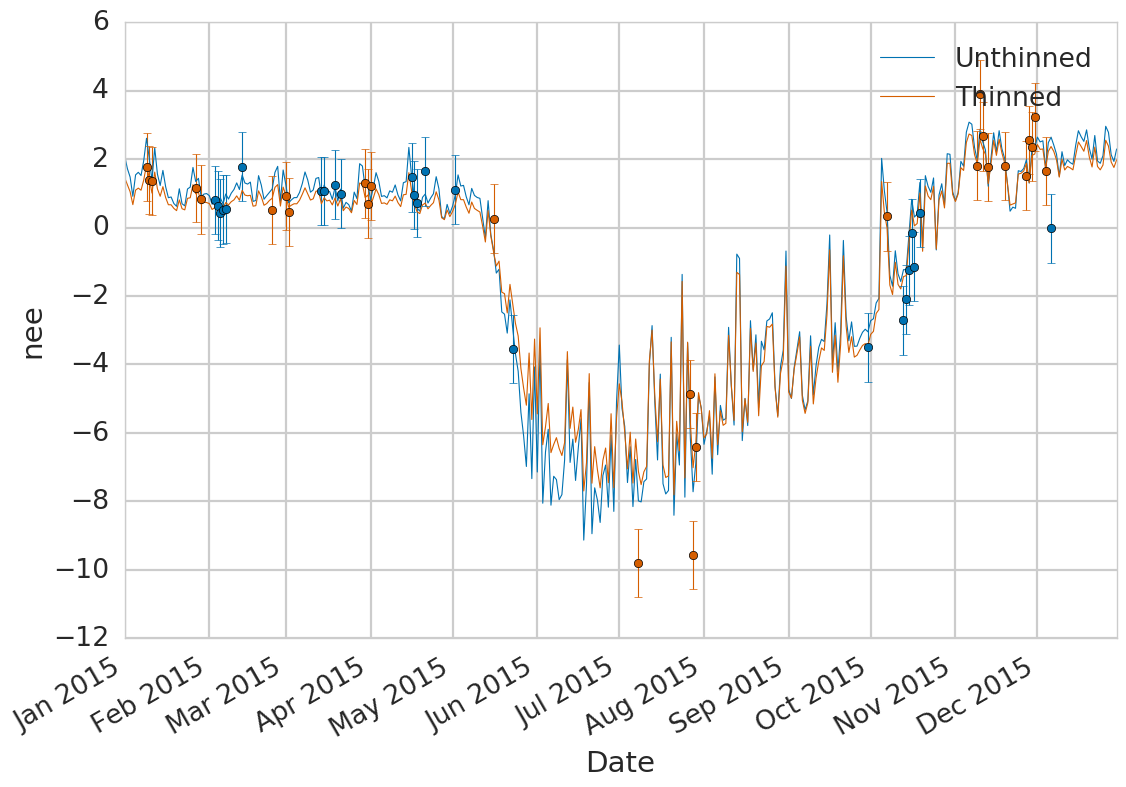 6
4
2
0
−2
−4
−6
−8
−10
−12
nee
Unthinned
Thinned
Jan 2015
Feb 2015
Mar 2015
Apr 2015
May 2015
Jun 2015
Jul 2015
Aug 2015
Sep 2015
Oct 2015
Nov 2015
Dec 2015
Date